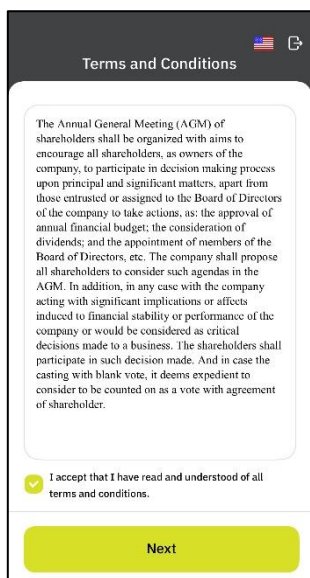 Terms and Conditions
The Annual General Meeting (AGM) of
shareholders shall be organized with aims to
encourage all shareholders, as owners of the
company, to participate in decision making process
upon principal and significant matters, apart from
those entrusted or assigned to the Board of Directors
of the company to take actions, as: the approval of
annual financial budget; the consideration of
dividends; and the appointment of members of the
Board of Directors, etc. The company shall propose
all shareholders to consider such agendas in the
AGM. In addition, in any case with the company
acting with significant implications or affects
induced to financial stability or performance of the
company or would be considered as critical
decisions made to a business. The shareholders shall
participate in such decision made. And in case the
casting with blank vote, it deems expedient to
consider to be counted on as a vote with agreement
of shareholder.
I accept that I have read and understood of all
terms and conditions.
Next